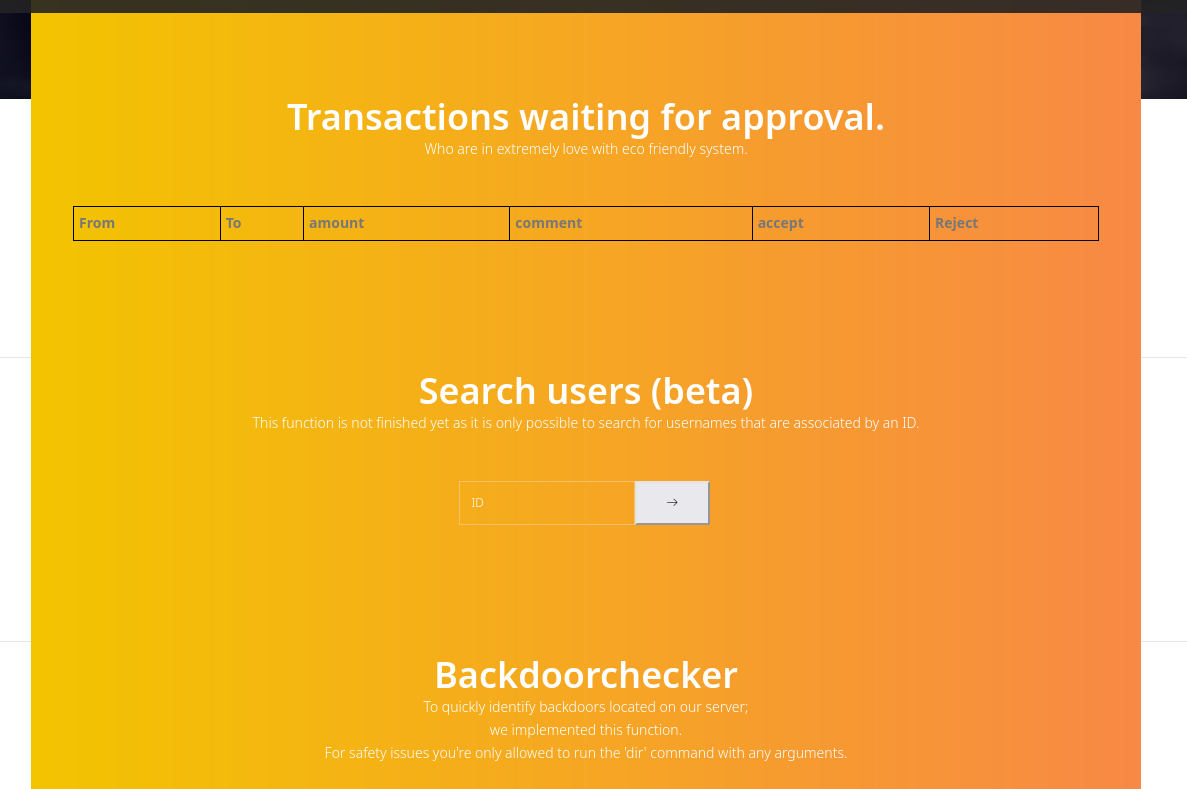 Transactions waiting for approval.
Who are in extremely love with eco friendly system.
From To amount comment accept Reject
Search users (beta)
This function is not finished yet as it is only possible to search for usernames that are associated by an ID.
ID →
Backdoorchecker
To quickly identify backdoors located on our server;
we implemented this function.
For safety issues you're only allowed to run the 'dir' command with any arguments.